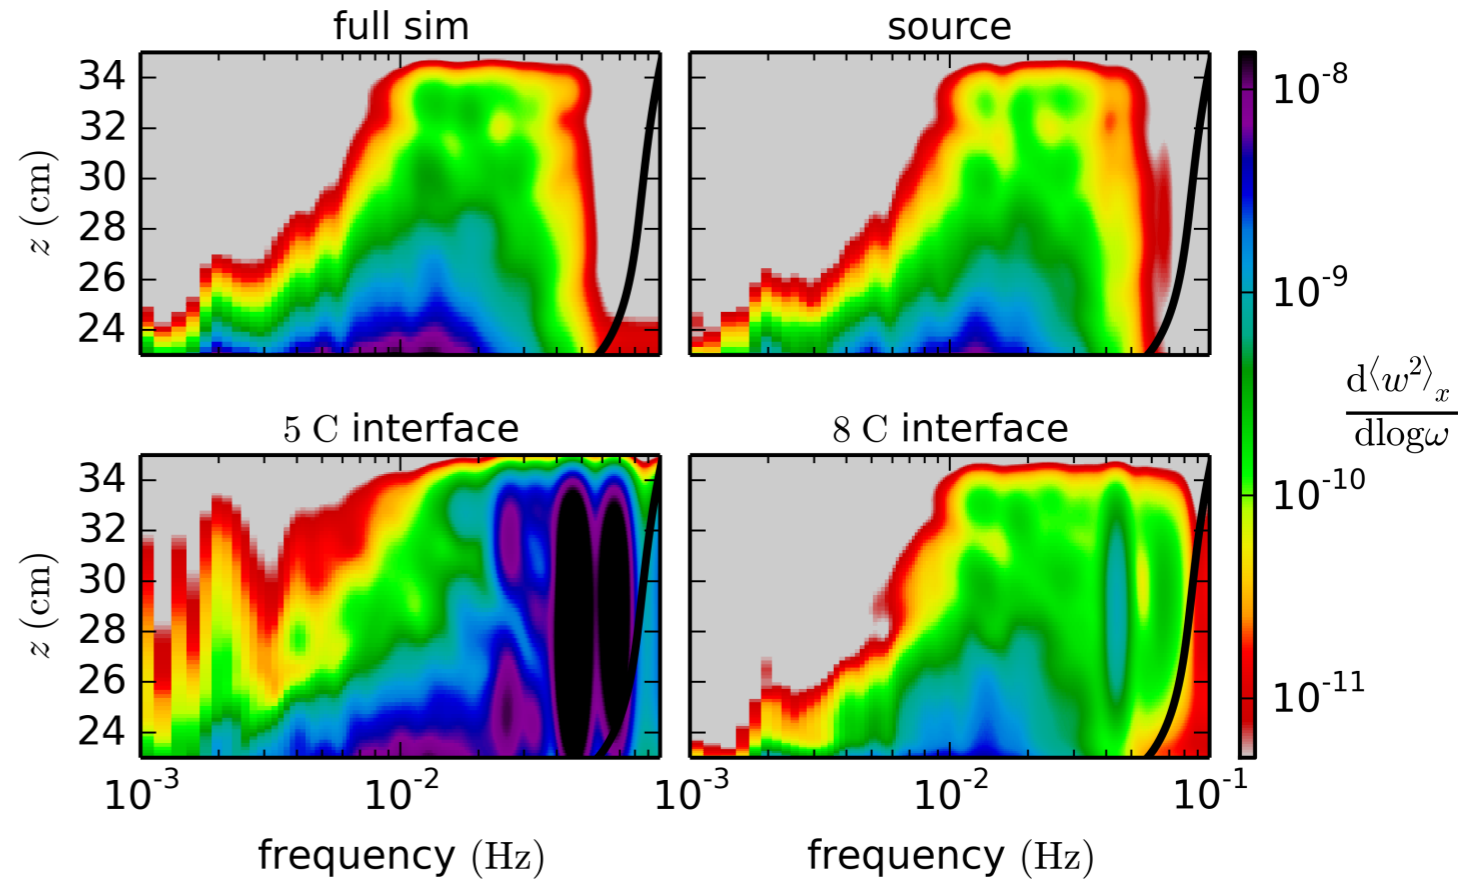 full sim
source
34
32
30
28
26
24
z (cm)
10⁻⁸
10⁻⁹
10⁻¹⁰
10⁻¹¹
d⟨w²⟩ₓ
dlogω
5 C interface
8 C interface
34
32
30
28
26
24
z (cm)
10⁻³
10⁻²
10⁻³
10⁻²
10⁻¹
frequency (Hz)
frequency (Hz)